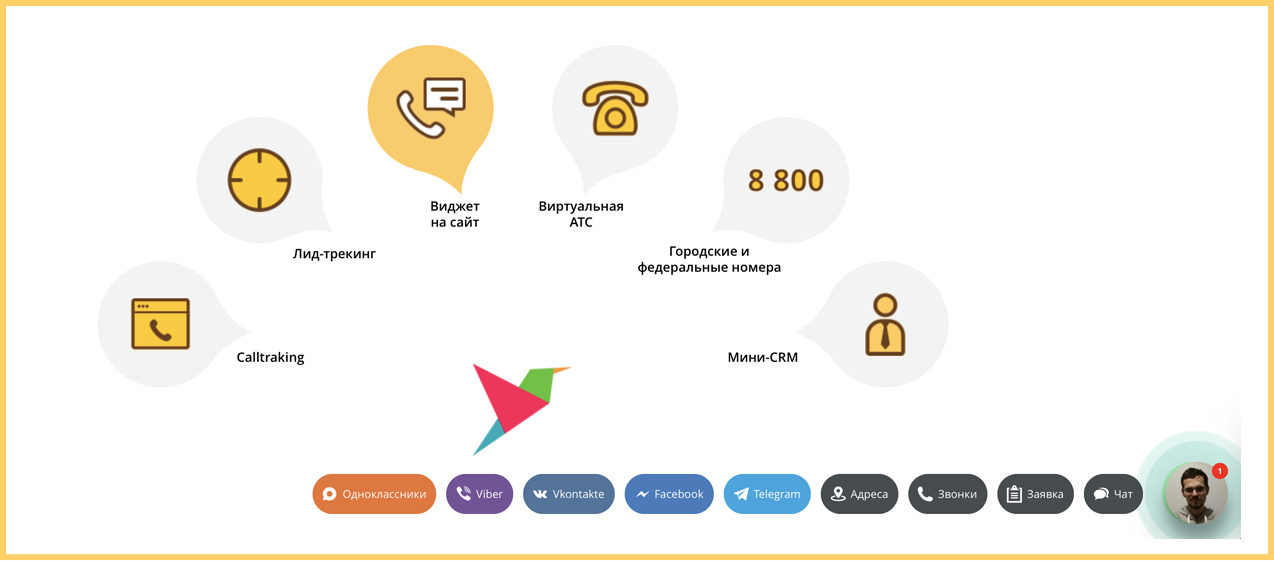 8 800
Виджет
на сайт
Виртуальная
АТС
Лид-трекинг
Городские и
федеральные номера
Calltraking
Мини-CRM
Одноклассники
Viber
Vkontakte
Facebook
Telegram
Адреса
Звонки
Заявка
Чат
1